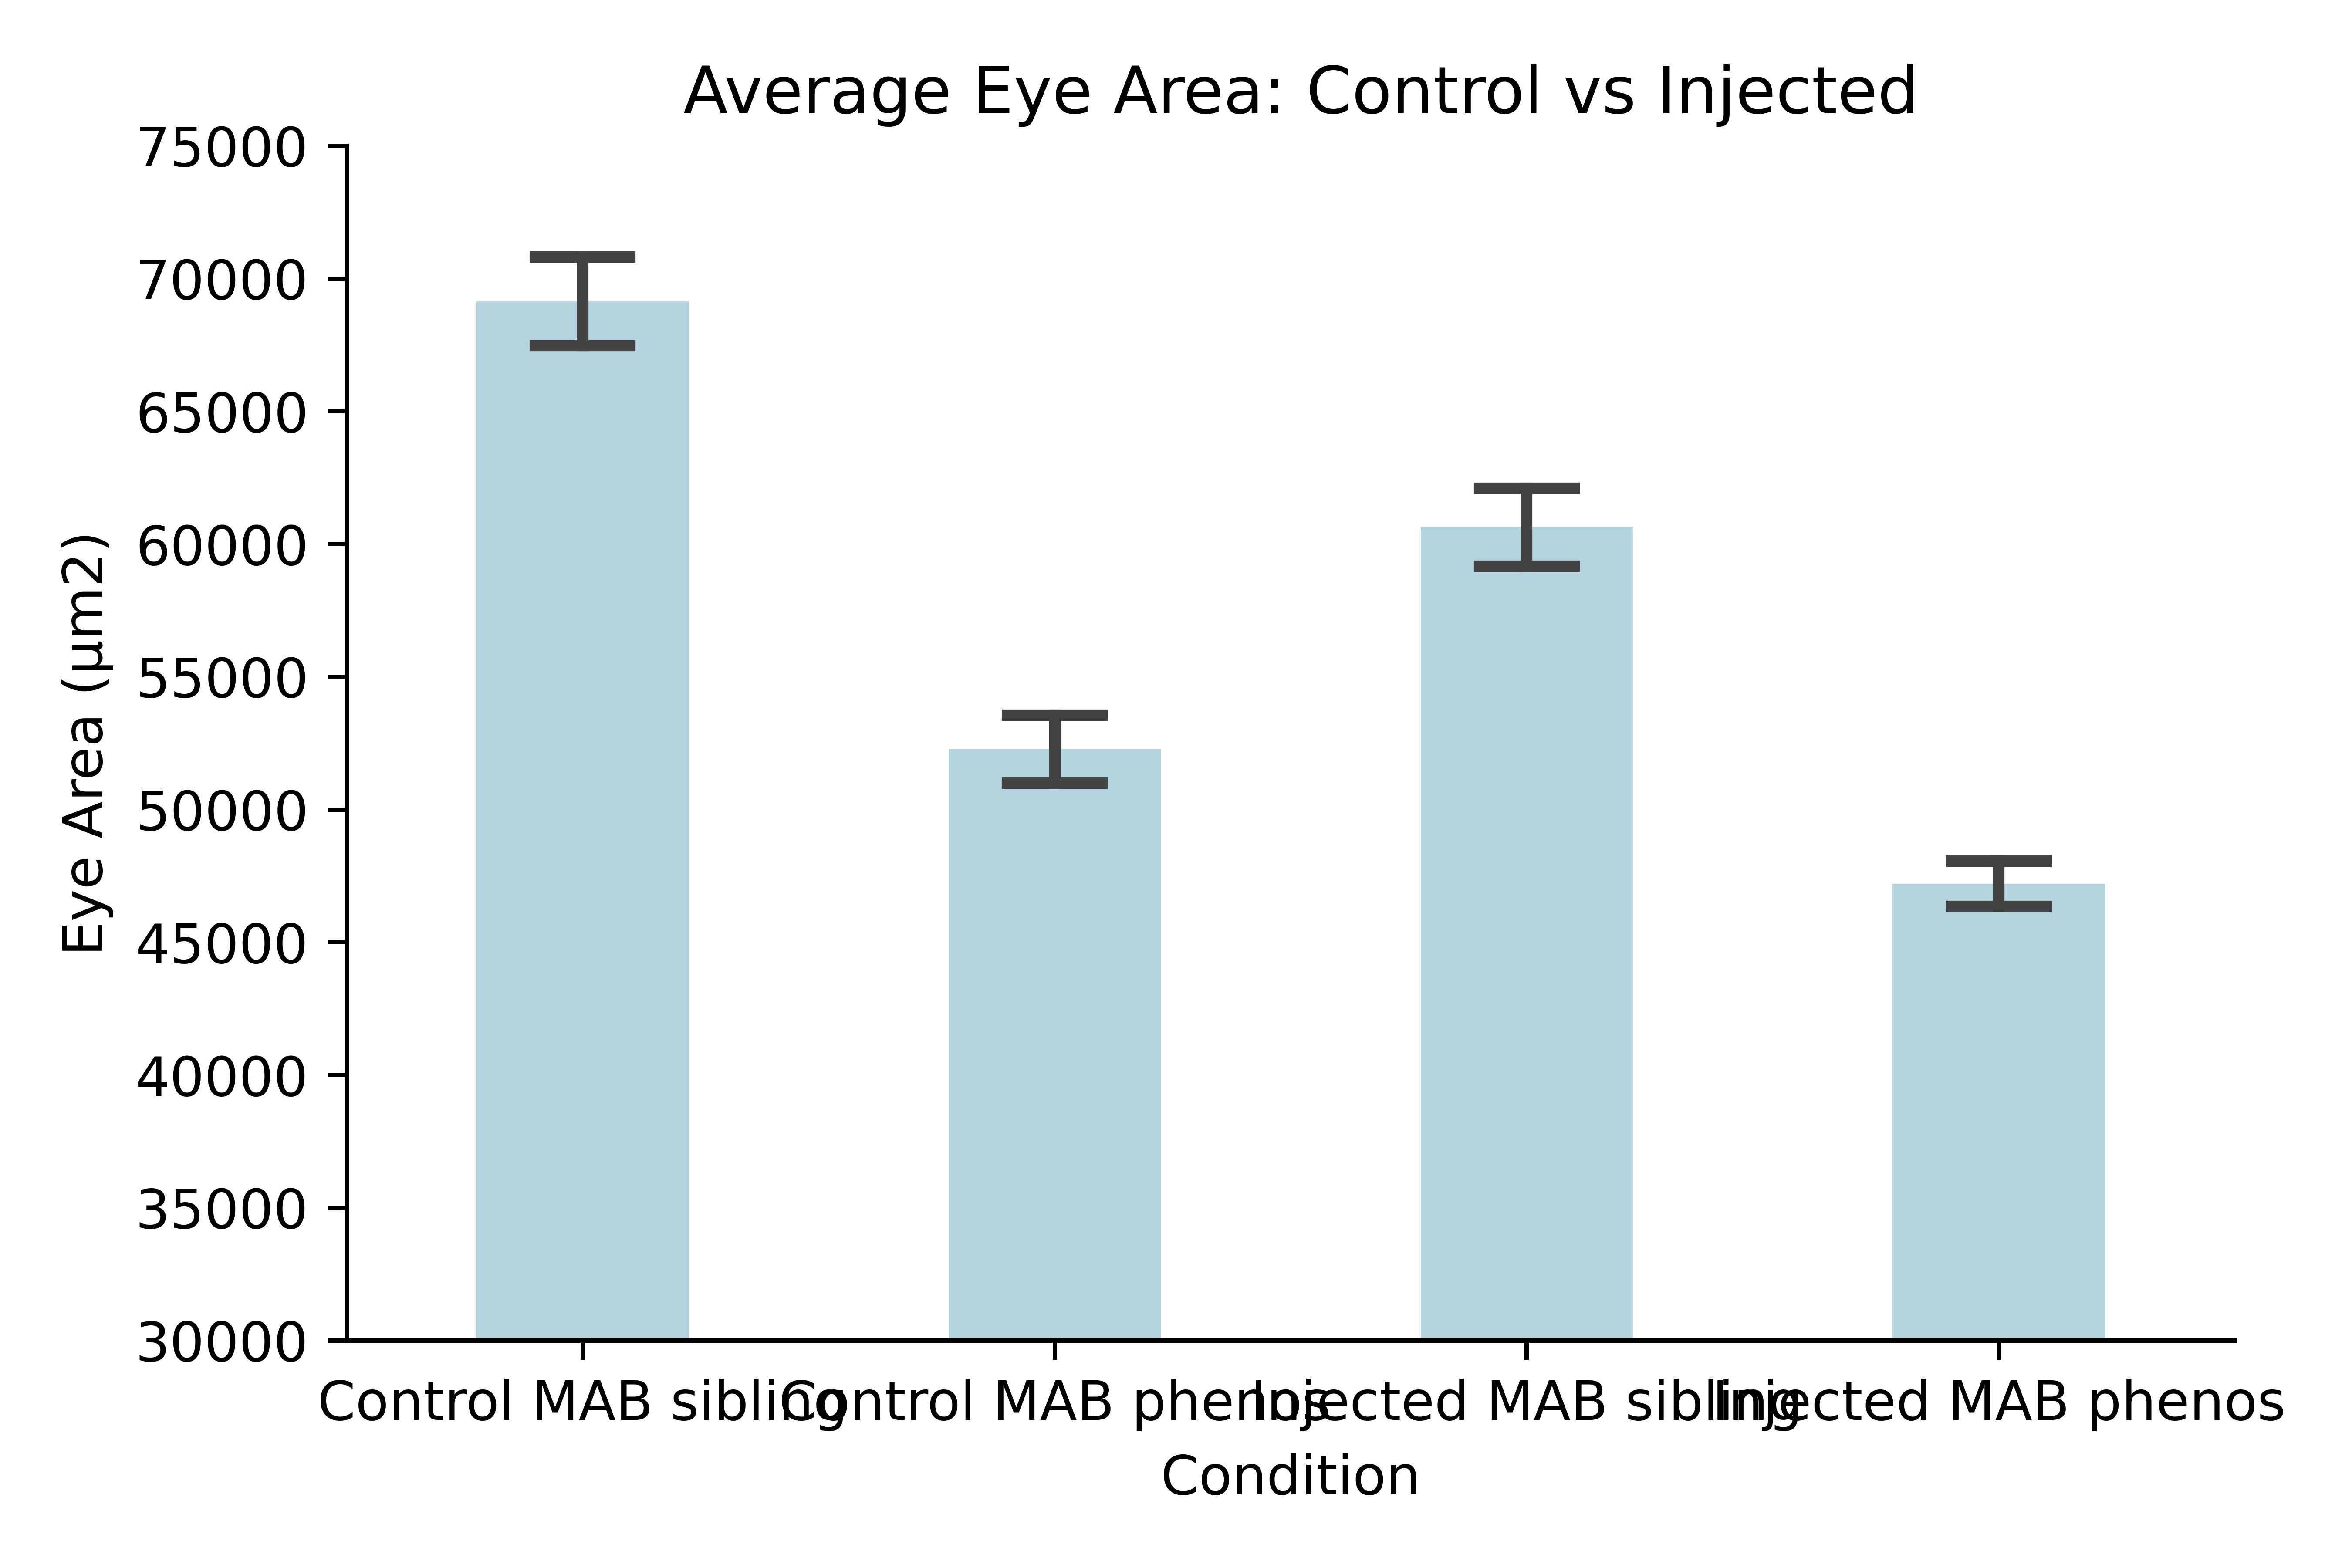 Average Eye Area: Control vs Injected
75000
70000
65000
60000
55000
50000
45000
40000
35000
30000
Eye Area (µm2)
Control MAB sibling
Control MAB phenos
Injected MAB sibling
Injected MAB phenos
Condition